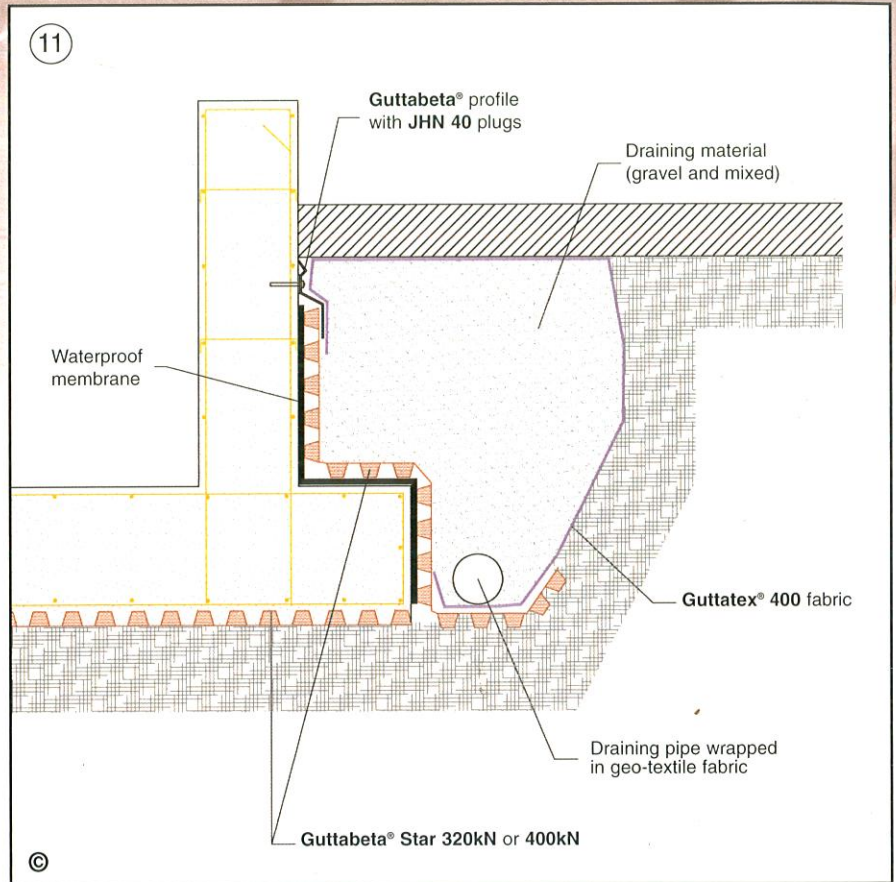 11
Guttabeta® profile
with JHN 40 plugs
Draining material
(gravel and mixed)
Waterproof
membrane
Guttatex® 400 fabric
Draining pipe wrapped
in geo-textile fabric
Guttabeta® Star 320kN or 400kN
©